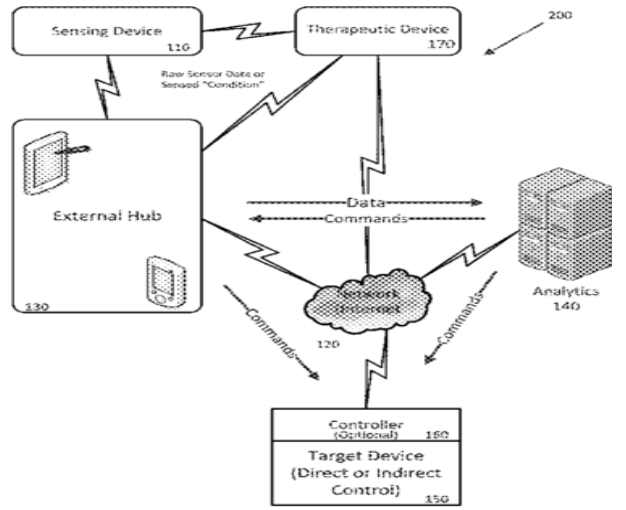 Sensing Device
110
Therapeutic Device
170
200
Raw Sensor Data or
Sensed "Condition"
External Hub
130
Data
Commands
Analytics
140
Network
(Internet
120
Commands
Commands
Controller
(Optional) 160
Target Device
(Direct or Indirect
Control)
150